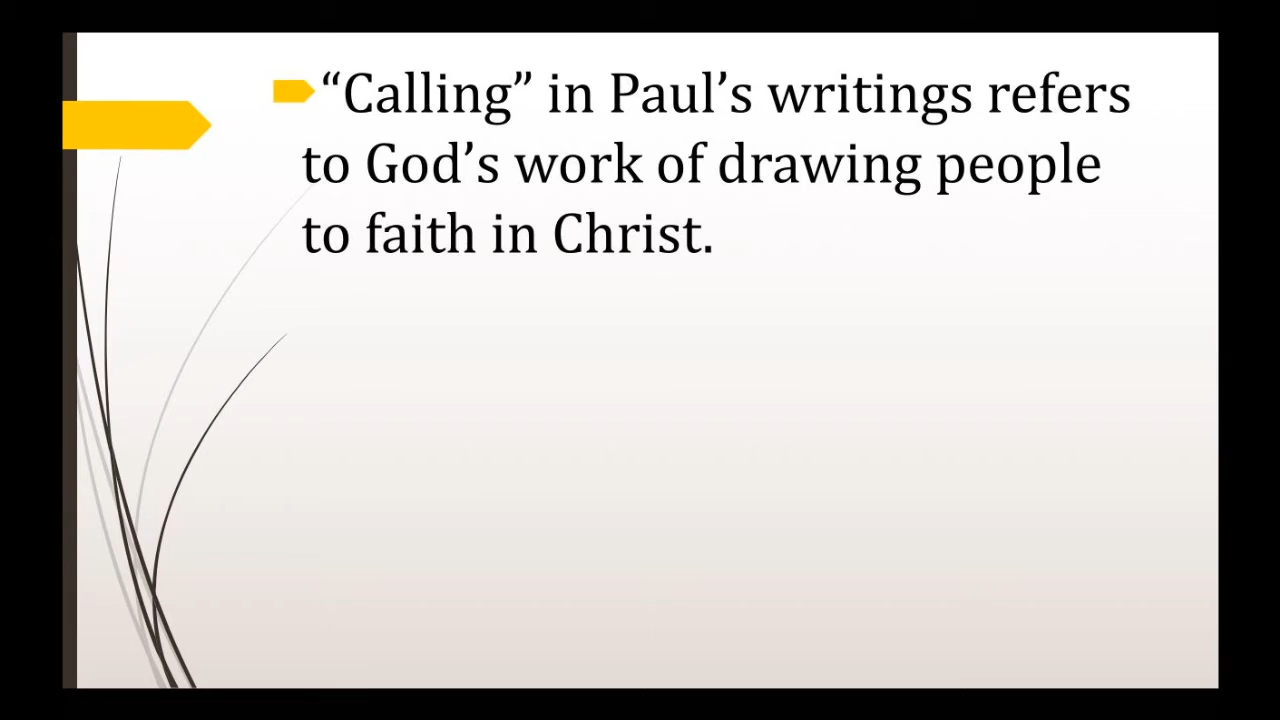 “Calling” in Paul’s writings refers
to God’s work of drawing people
to faith in Christ.